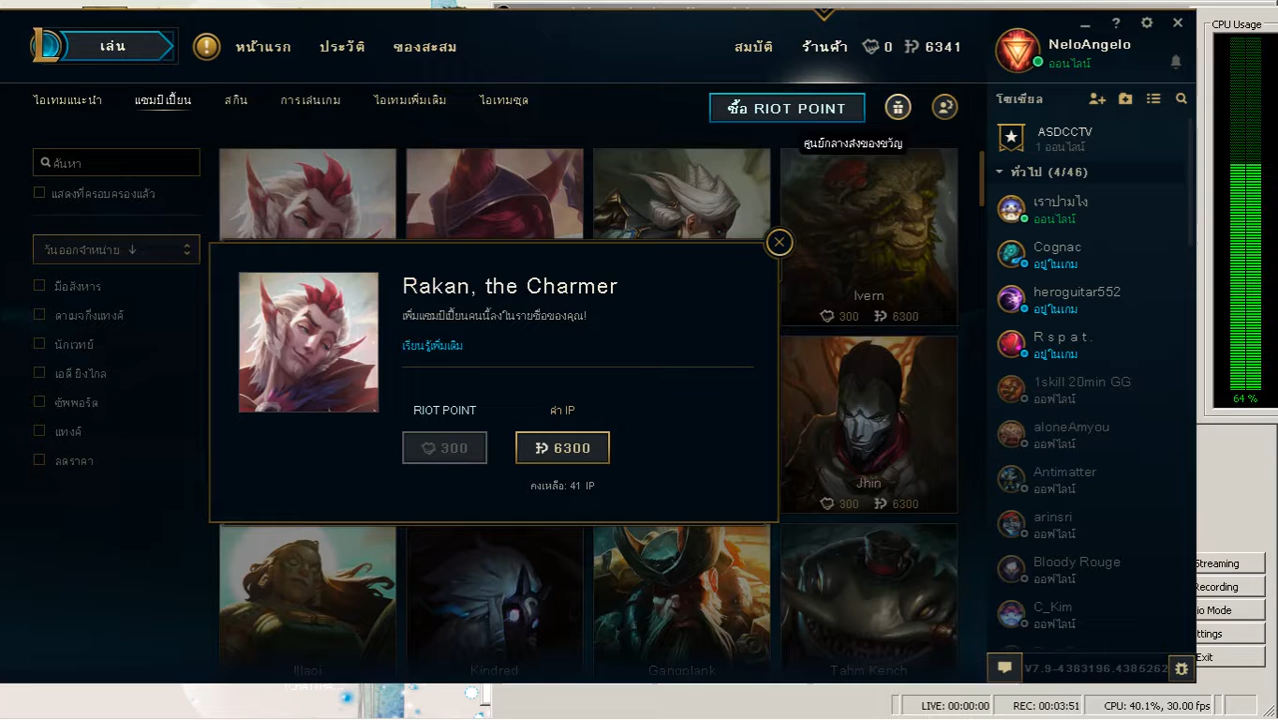 CPU Usage
เล่น
!
หน้าแรก
ประวัติ
ของสะสม
สมบัติ
ร้านค้า
0
6341
?
NeloAngelo
ออนไลน์
ไอเทมแนะนำ
แชมป์เปี้ยน
สกิน
การเล่นเกม
ไอเทมเพิ่มเติม
ไอเทมชุด
ซื้อ RIOT POINT
ศูนย์กลางส่งของขวัญ
โซเชียล
ASDCCTV
1 ออนไลน์
ทั่วไป (4/46)
ค้นหา
แสดงที่ครอบครองแล้ว
วันออกจำหน่าย ↓
มือสังหาร
ดาเมจกึ่งแทงค์
นักเวทย์
เอดี ยิงไกล
ซัพพอร์ต
แทงค์
ลดราคา
Rakan, the Charmer
เพิ่มแชมป์เปี้ยนคนนี้ลงในรายชื่อของคุณ!
เรียนรู้เพิ่มเติม
RIOT POINT
ค่า IP
300
6300
คงเหลือ: 41 IP
Ivern
300 6300
Jhin
300 6300
Illaoi
Kindred
Gangplank
Tahm Kench
เราปามไง
ออนไลน์
Cognac
อยู่ในเกม
heroguitar552
อยู่ในเกม
R s p a t .
อยู่ในเกม
1skill 20min GG
ออฟไลน์
aloneAmyou
ออฟไลน์
Antimatter
ออฟไลน์
arinsri
ออฟไลน์
Bloody Rouge
ออฟไลน์
C_Kim
ออฟไลน์
V7.9-4383196.4385262
64 %
Streaming
Recording
io Mode
ttings
Exit
LIVE: 00:00:00
REC: 00:03:51
CPU: 40.1%, 30.00 fps